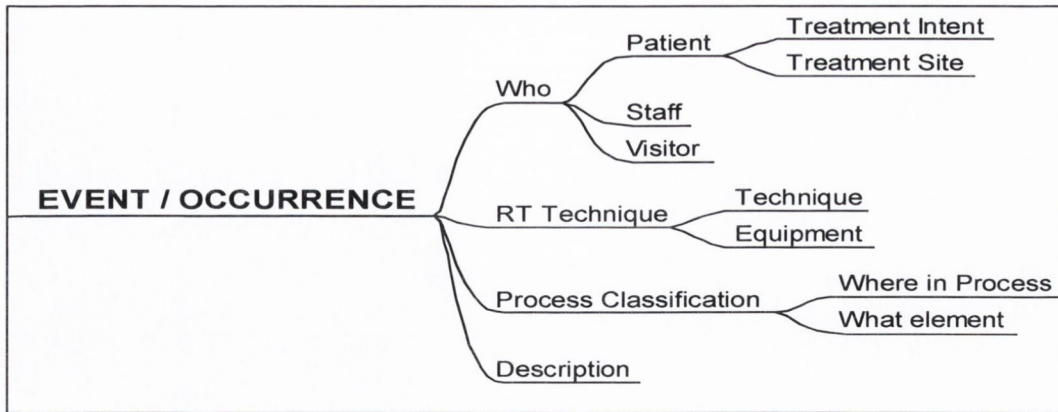 EVENT / OCCURRENCE
Who
Patient
Treatment Intent
Treatment Site
Staff
Visitor
RT Technique
Technique
Equipment
Process Classification
Where in Process
What element
Description